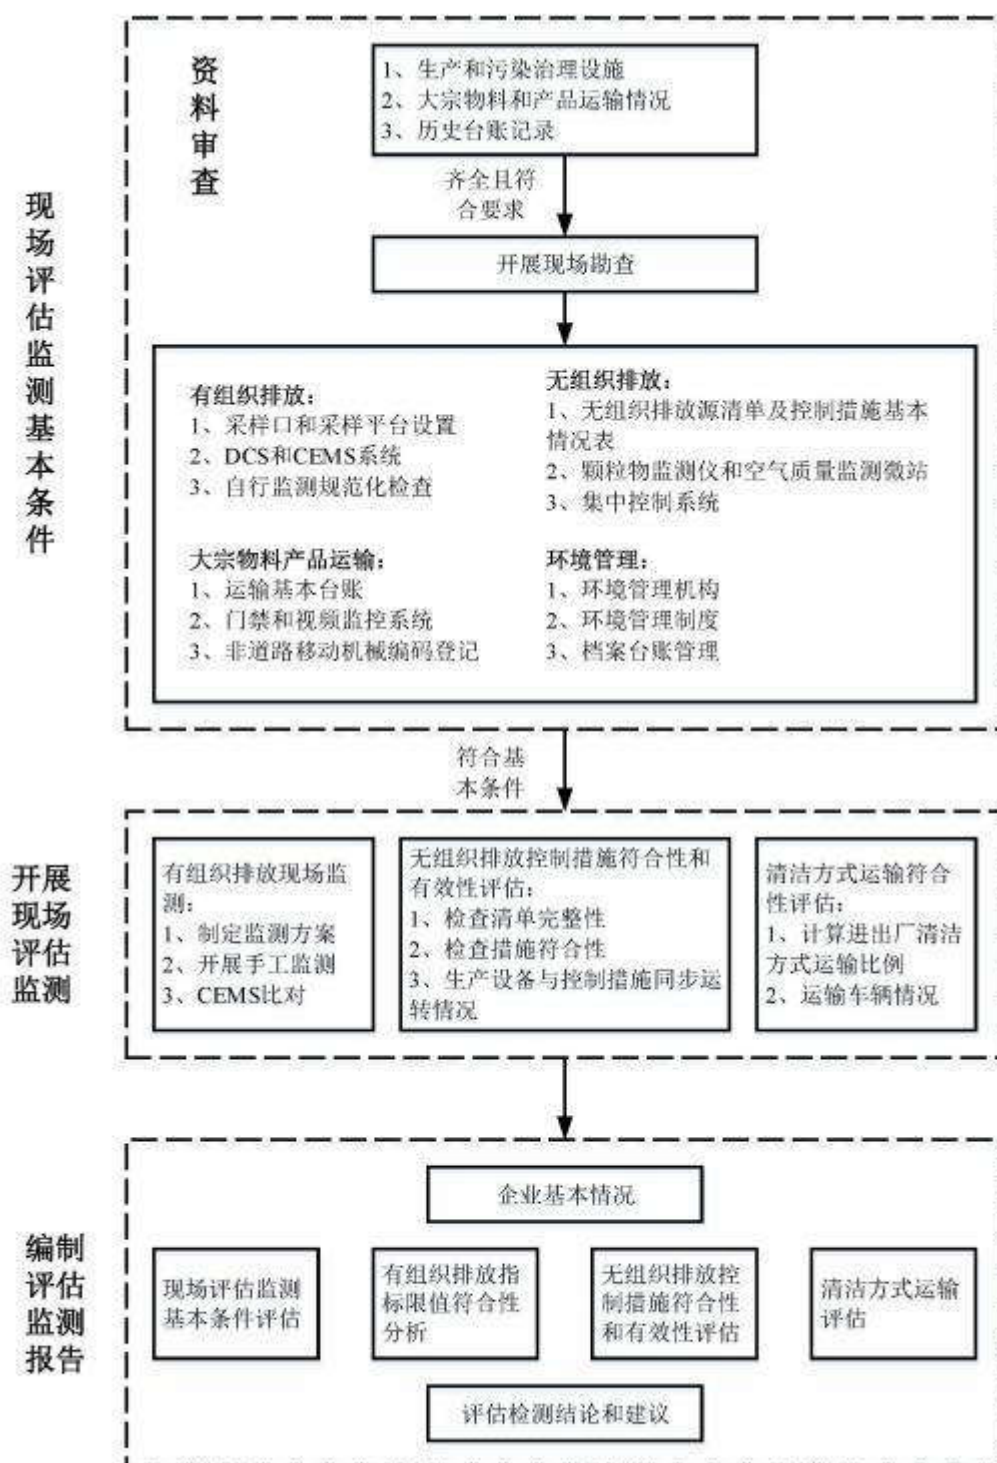 现场评估监测基本条件
资料审查
1、生产和污染治理设施
2、大宗物料和产品运输情况
3、历史台账记录
齐全且符
合要求
开展现场勘查
有组织排放：
1、采样口和采样平台设置
2、DCS和CEMS系统
3、自行监测规范化检查
无组织排放：
1、无组织排放源清单及控制措施基本
情况表
2、颗粒物监测仪和空气质量监测微站
3、集中控制系统
大宗物料产品运输：
1、运输基本台账
2、门禁和视频监控系统
3、非道路移动机械编码登记
环境管理：
1、环境管理机构
2、环境管理制度
3、档案台账管理
符合基
本条件
开展
现场
评估
监测
有组织排放现场监
测：
1、制定监测方案
2、开展手工监测
3、CEMS比对
无组织排放控制措施符合性和
有效性评估：
1、检查清单完整性
2、检查措施符合性
3、生产设备与控制措施同步运
转情况
清洁方式运输符合
性评估：
1、计算进出厂清洁
方式运输比例
2、运输车辆情况
编制
评估
监测
报告
企业基本情况
现场评估监测
基本条件评估
有组织排放指
标限值符合性
分析
无组织排放控
制措施符合性
和有效性评估
清洁方式运输
评估
评估检测结论和建议